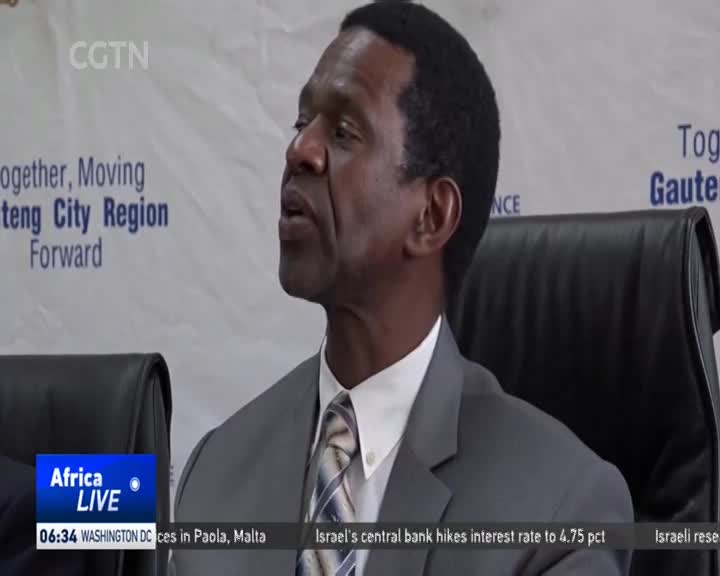 CGTN
ogether, Moving
teng City Region
Forward
NCE
Tog
Gauten
Africa
LIVE
06:34 WASHINGTON DC
ces in Paola, Malta Israel's central bank hikes interest rate to 4.75 pct Israeli rese